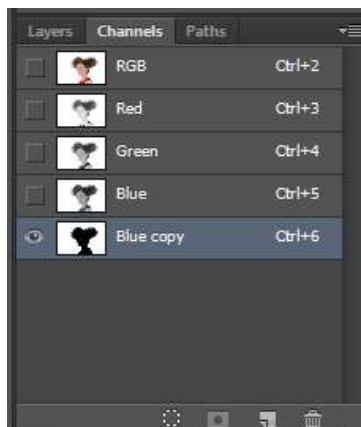 Layers Channels Paths
RGB Ctrl+2
Red Ctrl+3
Green Ctrl+4
Blue Ctrl+5
Blue copy Ctrl+6